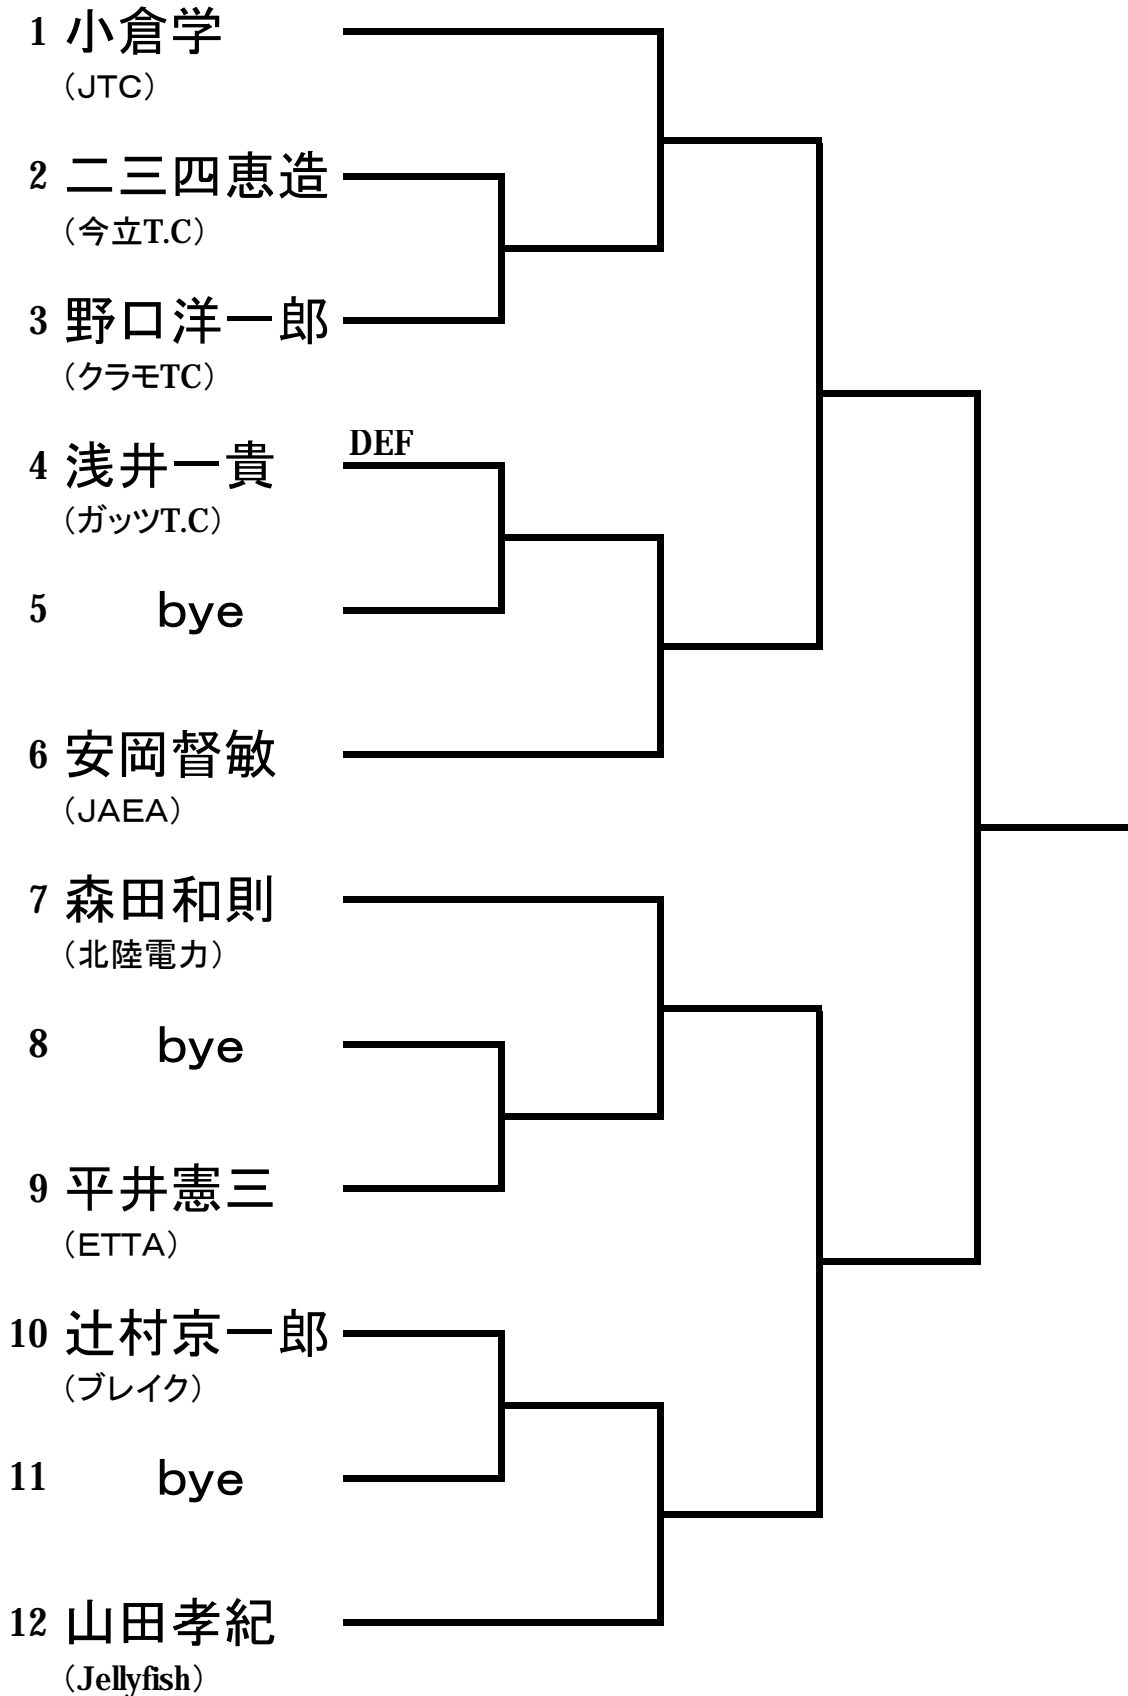 1 小倉学
（JTC）
2 二三四恵造
（今立T.C）
3 野口洋一郎
（クラモTC）
DEF
4 浅井一貴
（ガッツT.C）
5 bye
6 安岡督敏
（JAEA）
7 森田和則
（北陸電力）
8 bye
9 平井憲三
（ETTA）
10 辻村京一郎
（ブレイク）
11 bye
12 山田孝紀
（Jellyfish）